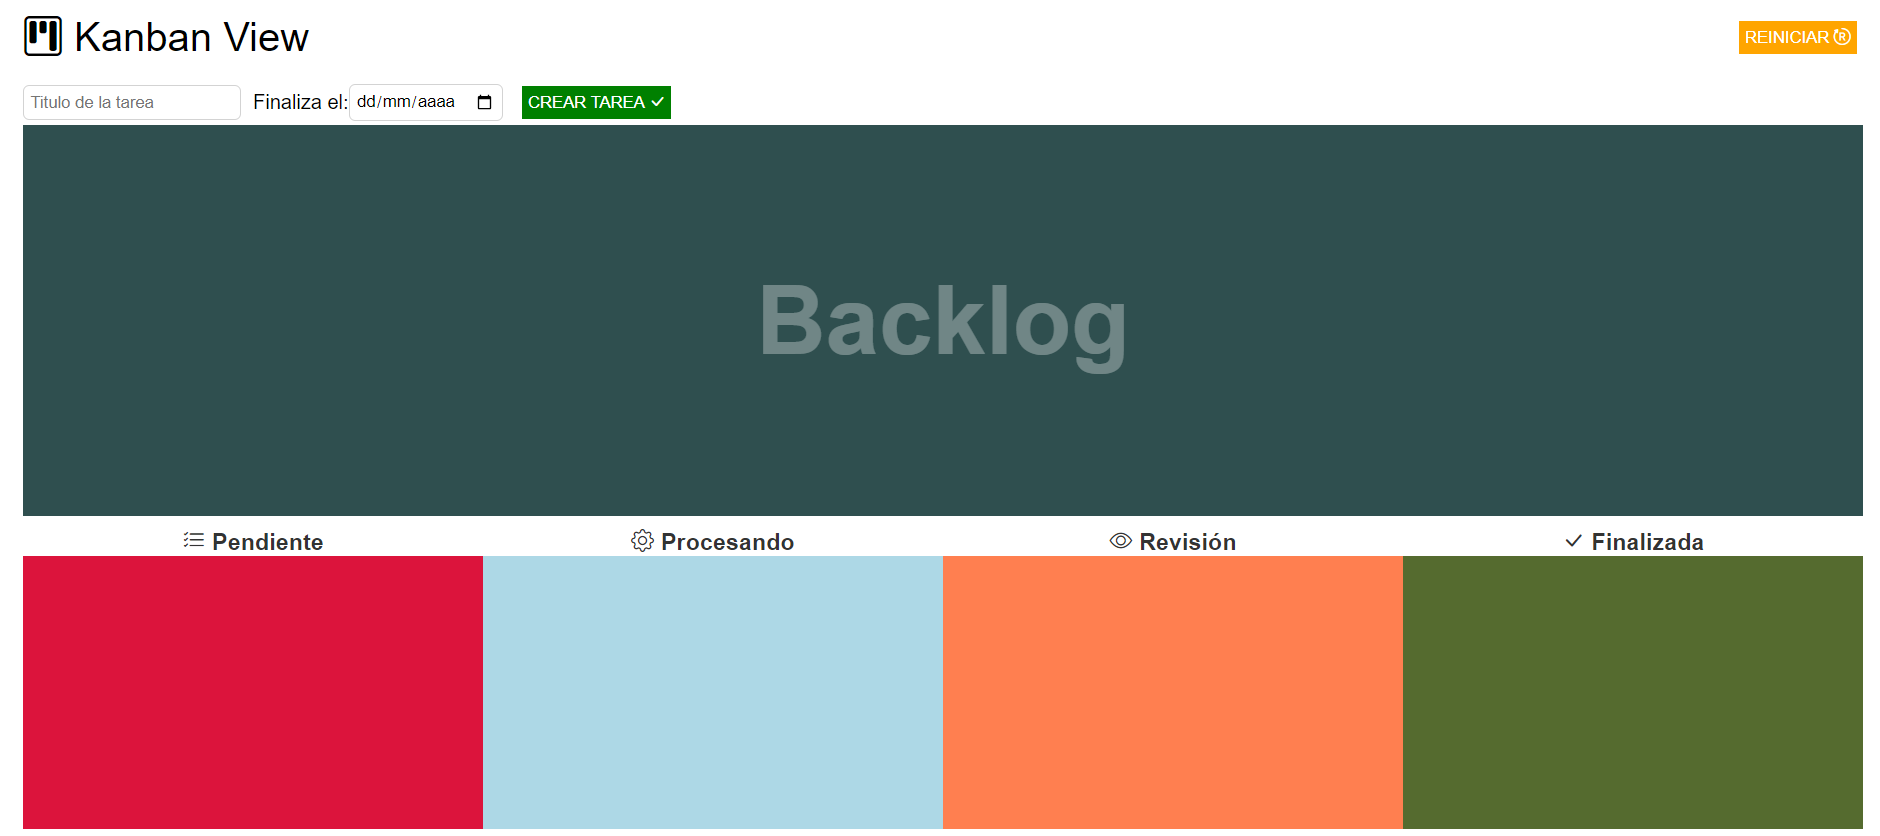 Kanban View
REINICIAR
Titulo de la tarea
Finaliza el: dd/mm/aaaa
CREAR TAREA
Backlog
Pendiente
Procesando
Revisión
Finalizada